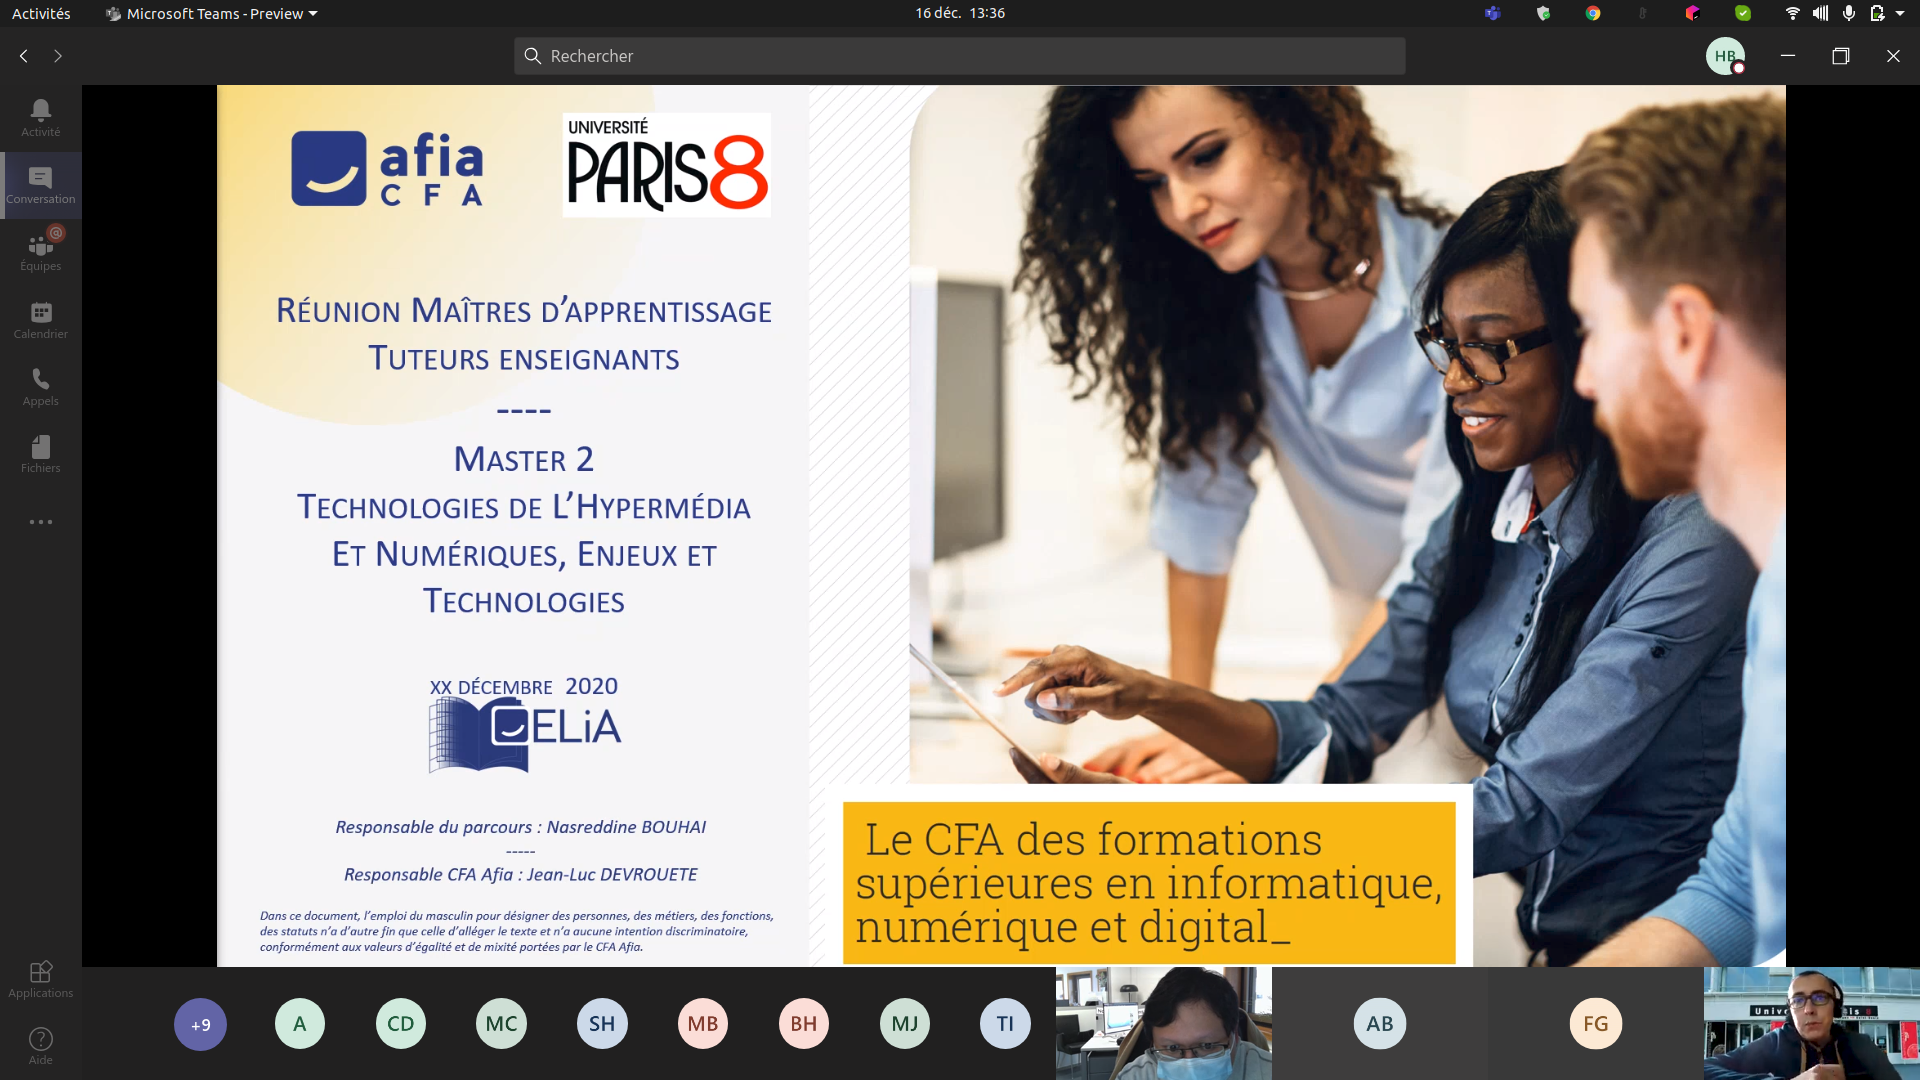 Activités
Microsoft Teams - Preview
16 déc. 13:36
Rechercher
HB
Activité
Conversation
Équipes
Calendrier
Appels
Fichiers
Applications
Aide
afia
CFA
UNIVERSITÉ
PARIS8
RÉUNION MAÎTRES D’APPRENTISSAGE
TUTEURS ENSEIGNANTS
----
MASTER 2
TECHNOLOGIES DE L’HYPERMÉDIA
ET NUMÉRIQUES, ENJEUX ET
TECHNOLOGIES
XX DÉCEMBRE 2020
CELiA
Responsable du parcours : Nasreddine BOUHAI
-----
Responsable CFA Afia : Jean-Luc DEVROUETE
Dans ce document, l’emploi du masculin pour désigner des personnes, des métiers, des fonctions,
des statuts n’a d’autre fin que celle d’alléger le texte et n’a aucune intention discriminatoire,
conformément aux valeurs d’égalité et de mixité portées par le CFA Afia.
Le CFA des formations
supérieures en informatique,
numérique et digital_
+9
A
CD
MC
SH
MB
BH
MJ
TI
AB
FG